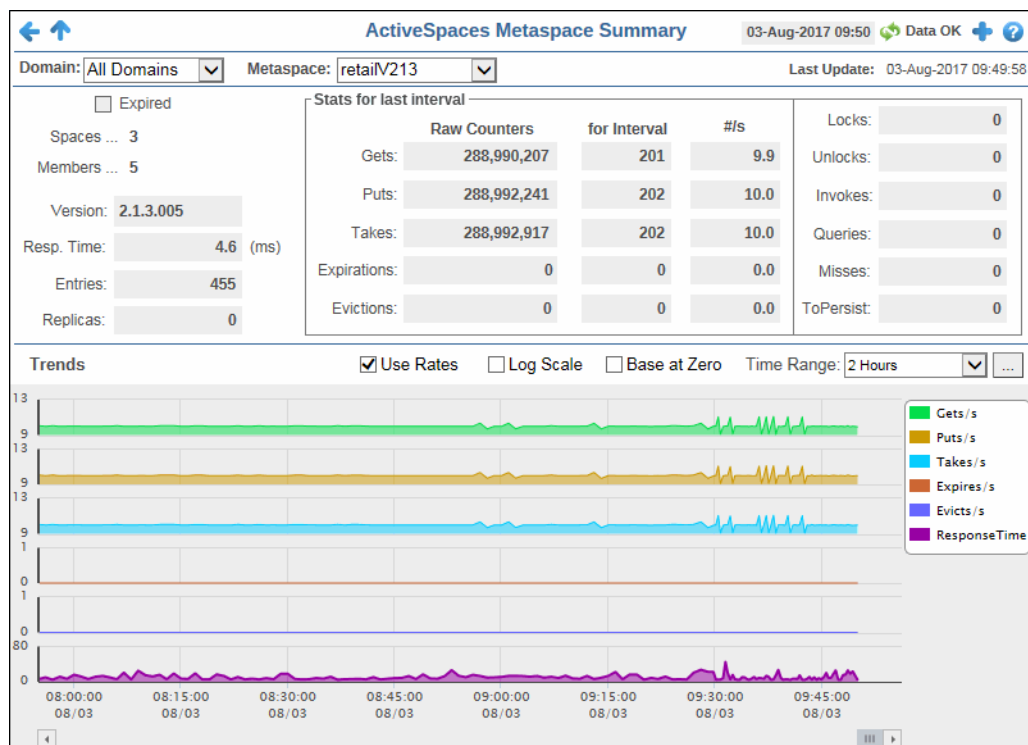 ActiveSpaces Metaspace Summary 03-Aug-2017 09:50 Data OK ?
Domain: All Domains Metaspace: retailV213 Last Update: 03-Aug-2017 09:49:58
Expired
Spaces ... 3
Members ... 5
Version: 2.1.3.005
Resp. Time: 4.6 (ms)
Entries: 455
Replicas: 0
Stats for last interval
Raw Counters for Interval #/s
Gets: 288,990,207 201 9.9
Puts: 288,992,241 202 10.0
Takes: 288,992,917 202 10.0
Expirations: 0 0 0.0
Evictions: 0 0 0.0
Locks: 0
Unlocks: 0
Invokes: 0
Queries: 0
Misses: 0
ToPersist: 0
Trends Use Rates Log Scale Base at Zero Time Range: 2 Hours ...
13
9
13
9
13
9
1
0
1
0
80
0
08:00:00 08:15:00 08:30:00 08:45:00 09:00:00 09:15:00 09:30:00 09:45:00
08/03 08/03 08/03 08/03 08/03 08/03 08/03 08/03
Gets/s
Puts/s
Takes/s
Expires/s
Evicts/s
ResponseTime